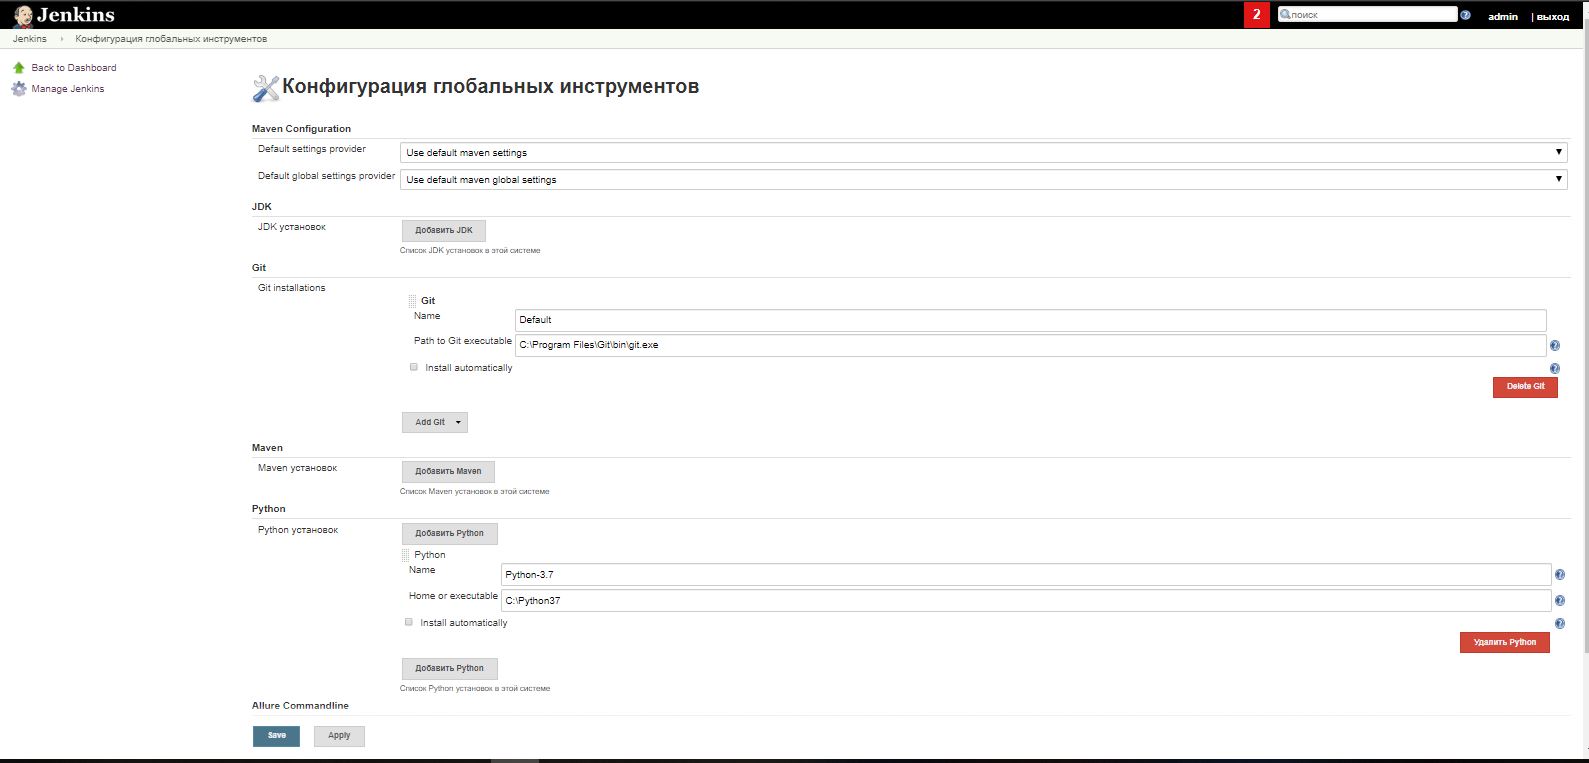 Jenkins
2
поиск
admin
| выход
Jenkins
Конфигурация глобальных инструментов
Back to Dashboard
Manage Jenkins
Конфигурация глобальных инструментов
Maven Configuration
Default settings provider
Use default maven settings
Default global settings provider
Use default maven global settings
JDK
JDK установок
Добавить JDK
Список JDK установок в этой системе
Git
Git installations
Git
Name
Default
Path to Git executable
C:\Program Files\Git\bin\git.exe
Install automatically
Delete Git
Add Git
Maven
Maven установок
Добавить Maven
Список Maven установок в этой системе
Python
Python установок
Добавить Python
Python
Name
Python-3.7
Home or executable
C:\Python37
Install automatically
Удалить Python
Добавить Python
Список Python установок в этой системе
Allure Commandline
Save
Apply